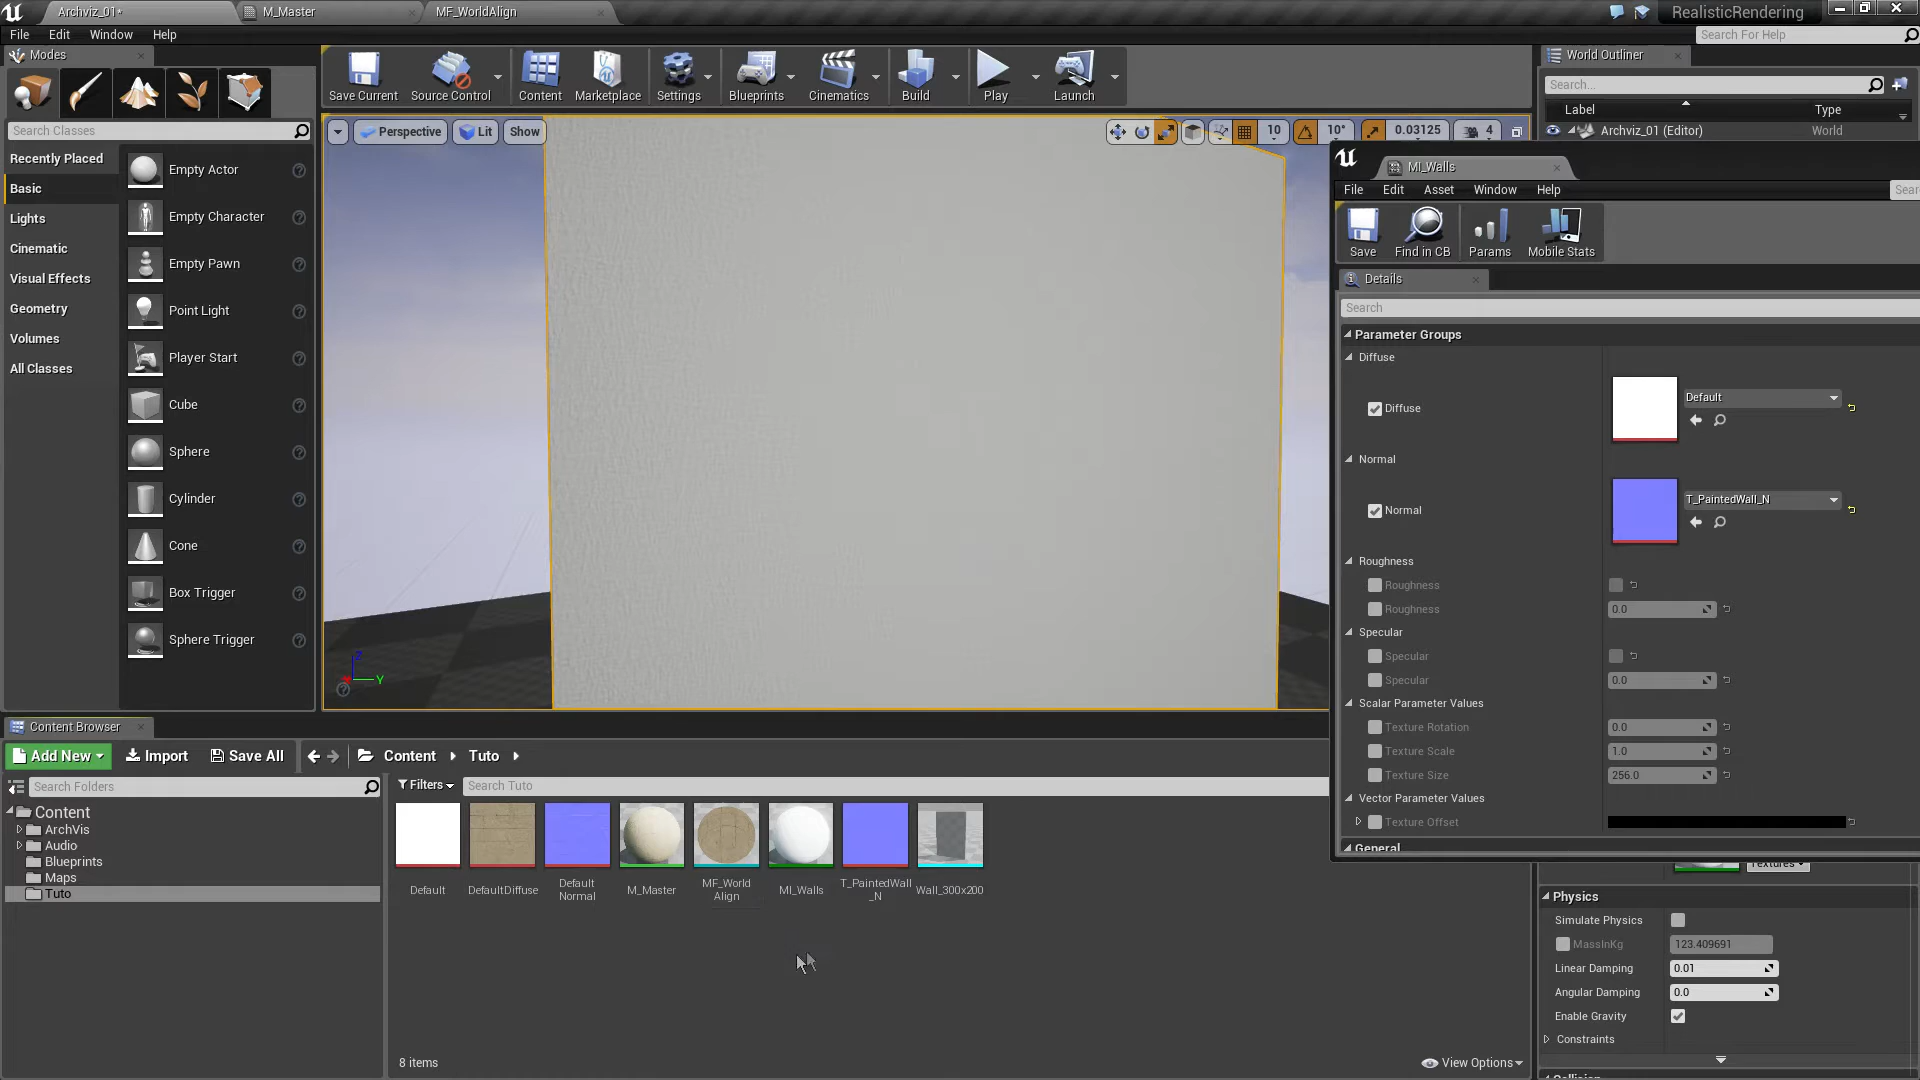 Archviz_01*
M_Master
MF_WorldAlign
RealisticRendering
File Edit Window Help
Search For Help
Modes
Search Classes
Recently Placed
Basic
Lights
Cinematic
Visual Effects
Geometry
Volumes
All Classes
Empty Actor
Empty Character
Empty Pawn
Point Light
Player Start
Cube
Sphere
Cylinder
Cone
Box Trigger
Sphere Trigger
Save Current
Source Control
Content
Marketplace
Settings
Blueprints
Cinematics
Build
Play
Launch
Perspective
Lit
Show
10
10°
0.03125
4
Z
Y
World Outliner
Search...
Label
Type
Archviz_01 (Editor)
World
MI_Walls
File Edit Asset Window Help
Sear
Save
Find in CB
Params
Mobile Stats
Details
Search
Parameter Groups
Diffuse
Diffuse
Default
Normal
Normal
T_PaintedWall_N
Roughness
Roughness
Roughness
0.0
Specular
Specular
Specular
0.0
Scalar Parameter Values
Texture Rotation
0.0
Texture Scale
1.0
Texture Size
256.0
Vector Parameter Values
Texture Offset
General
Textures
Physics
Simulate Physics
MassInKg
123.409691
Linear Damping
0.01
Angular Damping
0.0
Enable Gravity
Constraints
Collision
Content Browser
Add New
Import
Save All
Content
Tuto
Search Folders
Content
ArchVis
Audio
Blueprints
Maps
Tuto
Filters
Search Tuto
Default
DefaultDiffuse
Default
Normal
M_Master
MF_World
Align
MI_Walls
T_PaintedWall
_N
Wall_300x200
8 items
View Options